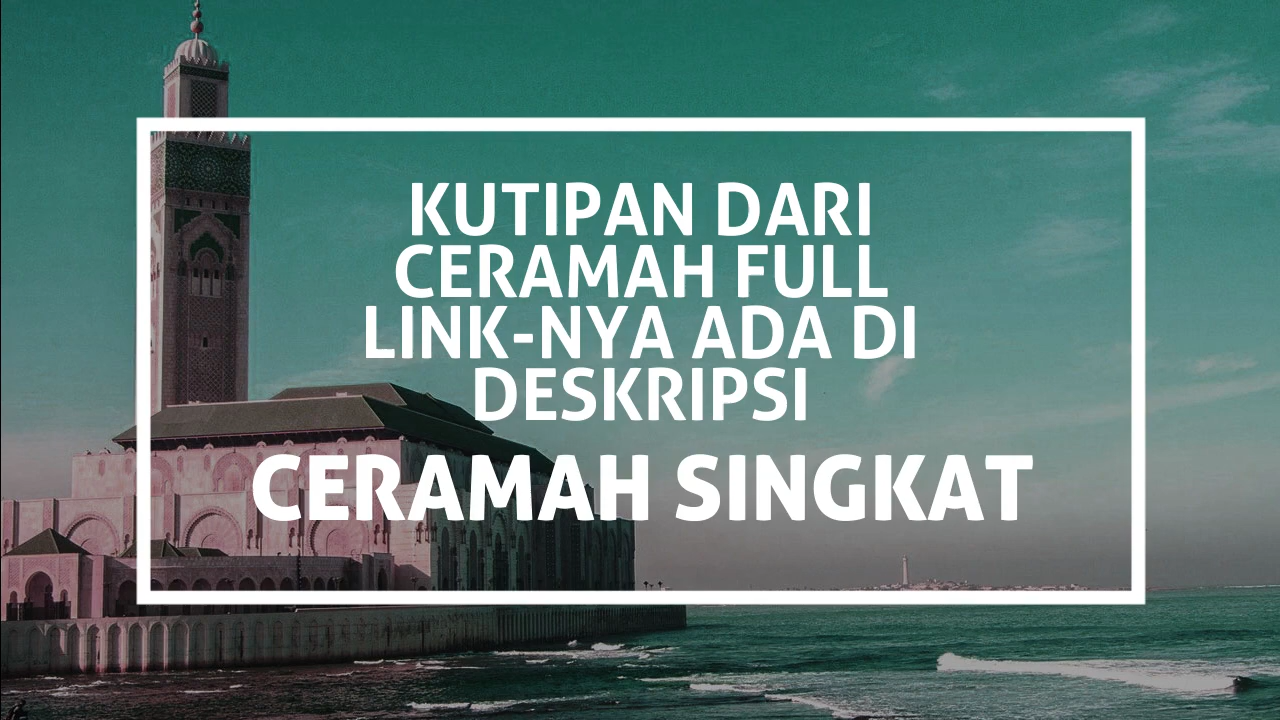 KUTIPAN DARI
CERAMAH FULL
LINK-NYA ADA DI
DESKRIPSI
CERAMAH SINGKAT